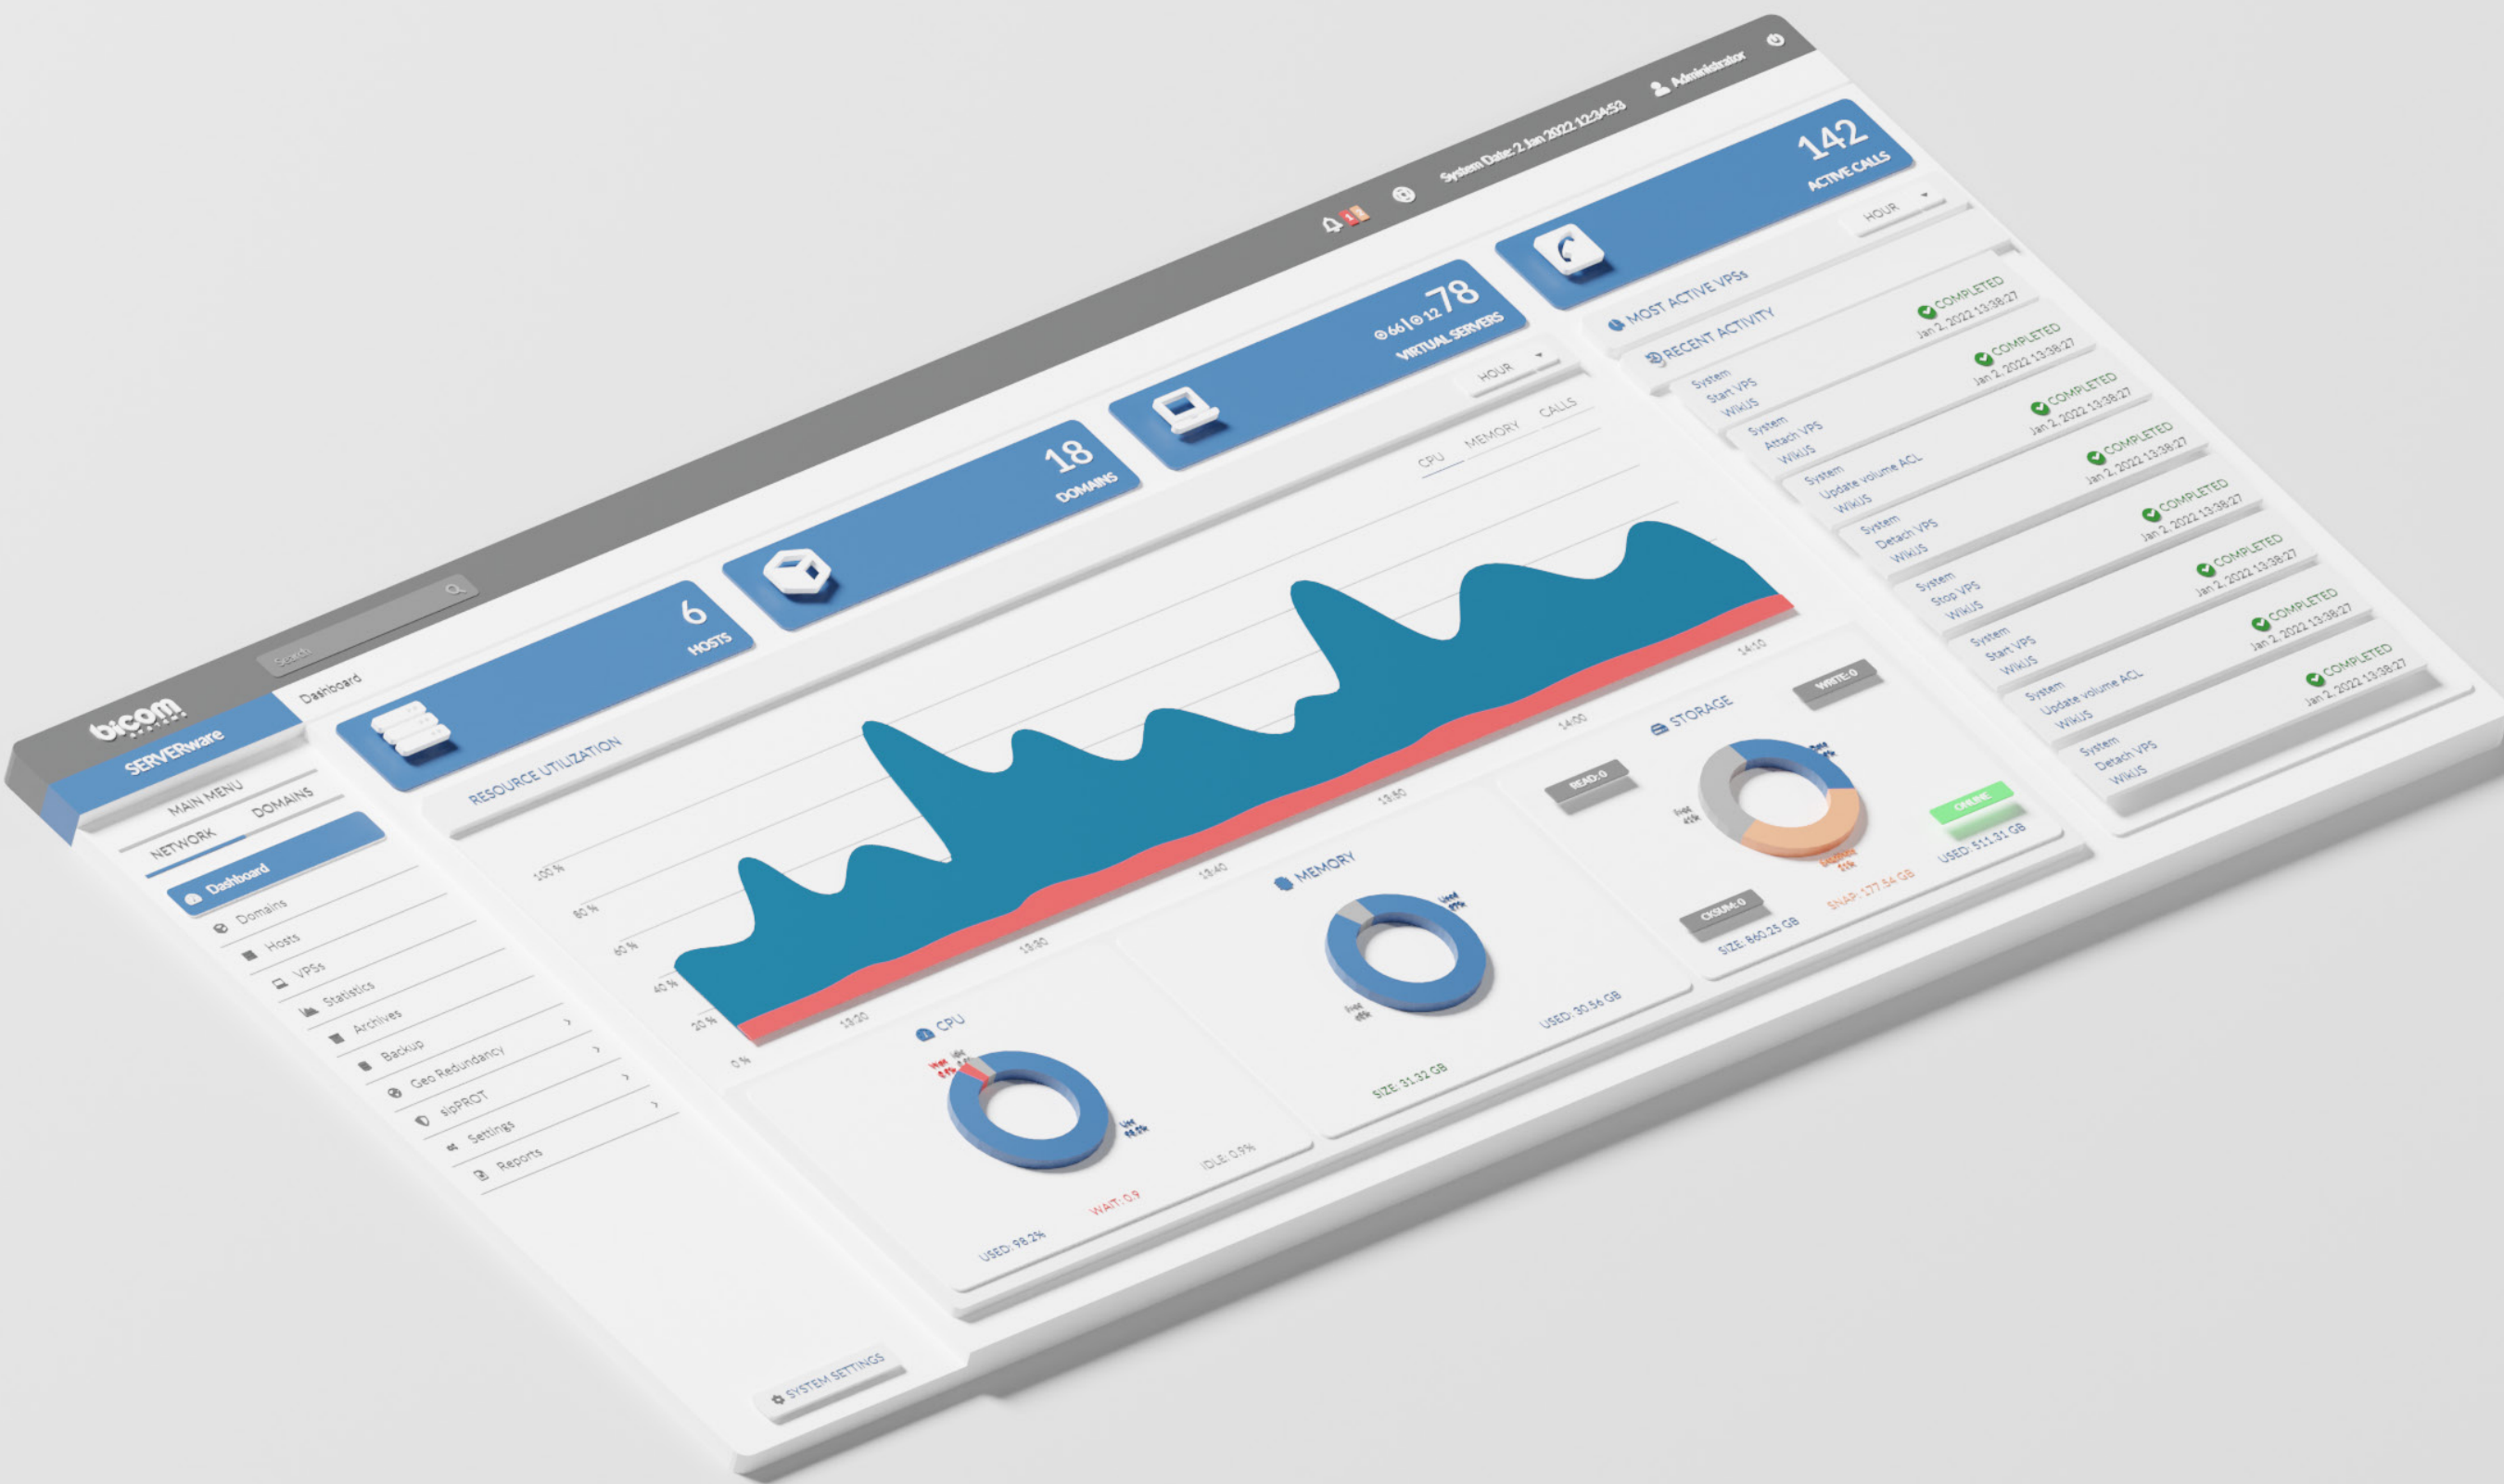 bicom
SYSTEMS
Search
1
System Date: 2 Jan 2022 12:34:53
Administrator
SERVERware
Dashboard
MAIN MENU
NETWORK
DOMAINS
Dashboard
Domains
Hosts
VPSs
Statistics
Archives
Backup
Geo Redundancy
sipPROT
Settings
Reports
SYSTEM SETTINGS
6
HOSTS
18
DOMAINS
66 | 12 78
VIRTUAL SERVERS
142
ACTIVE CALLS
RESOURCE UTILIZATION
HOUR
CPU MEMORY CALLS
100 %
80 %
60 %
40 %
20 %
0 %
13:20
13:30
13:40
13:50
14:00
14:10
CPU
USED: 98.2%
WAIT: 0.9
IDLE: 0.9%
MEMORY
Used
Free
SIZE: 31.32 GB
USED: 30.56 GB
STORAGE
READ: 0
WRITE: 0
CKSUM: 0
ONLINE
Free
SIZE: 860.25 GB
SNAP: 177.54 GB
USED: 511.31 GB
MOST ACTIVE VPSs
HOUR
RECENT ACTIVITY
System
Start VPS
WikiUS
COMPLETED
Jan 2, 2022 13:38:27
System
Attach VPS
WikiUS
COMPLETED
Jan 2, 2022 13:38:27
System
Update volume ACL
WikiUS
COMPLETED
Jan 2, 2022 13:38:27
System
Detach VPS
WikiUS
COMPLETED
Jan 2, 2022 13:38:27
System
Stop VPS
WikiUS
COMPLETED
Jan 2, 2022 13:38:27
System
Start VPS
WikiUS
COMPLETED
Jan 2, 2022 13:38:27
System
Update volume ACL
WikiUS
COMPLETED
Jan 2, 2022 13:38:27
System
Detach VPS
WikiUS
COMPLETED
Jan 2, 2022 13:38:27